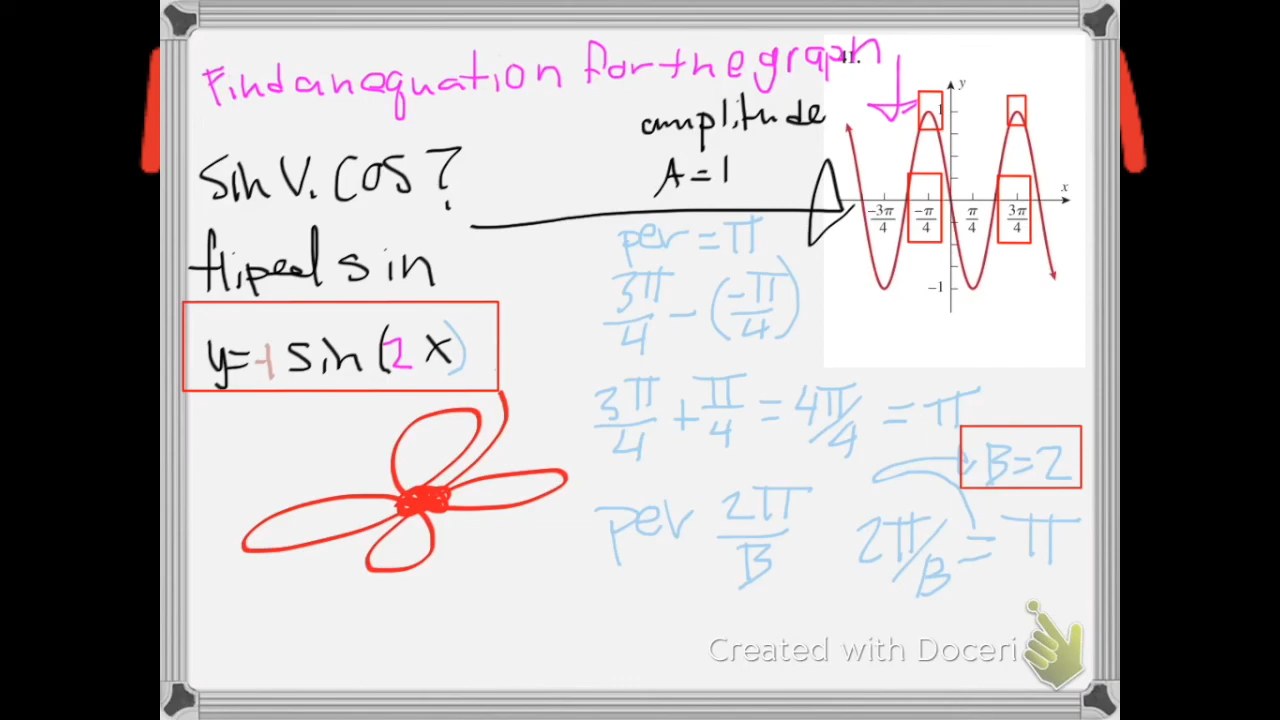 Find an equation for the graph
41.
amplitude
A = 1
sin V. Cos ?
fliped sin
y=-1 sin(2x)
per = π
3π/4 - (-π/4)
3π/4 + π/4 = 4π/4 = π
B=2
per 2π/B
2π/B = π
y
1
x
-3π/4 -π/4 π/4 3π/4
-1
Created with Doceri